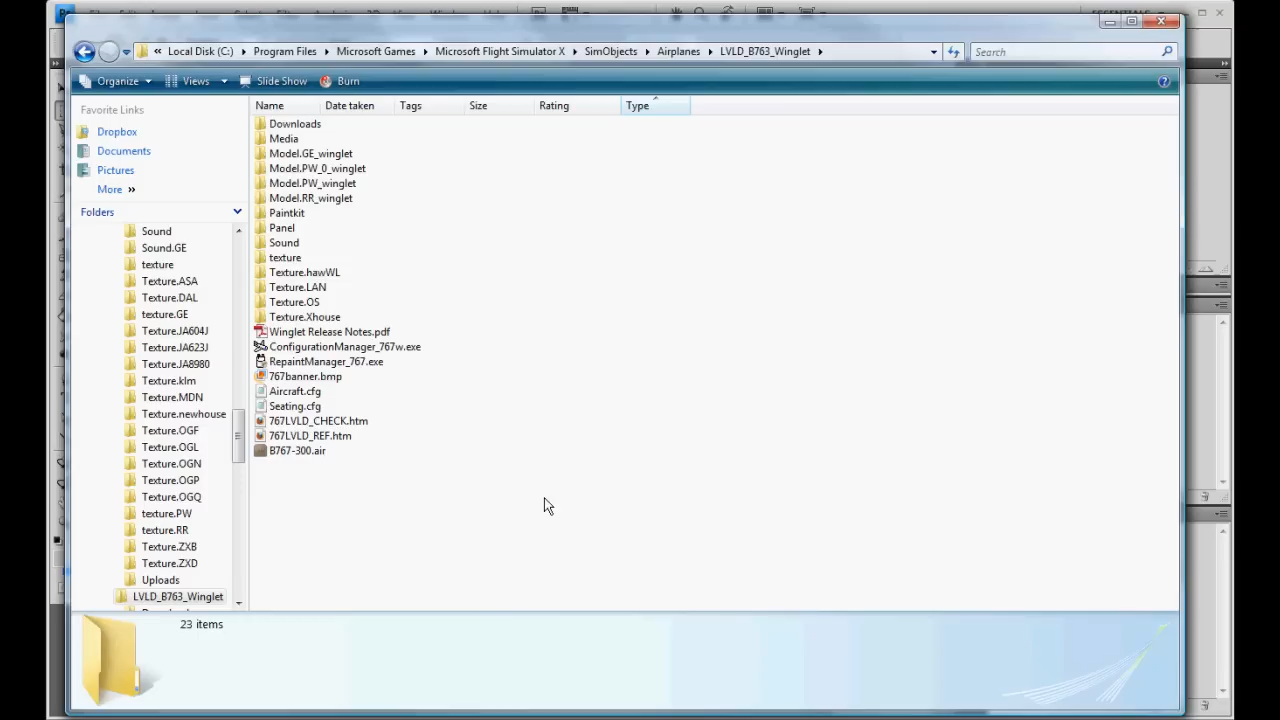 Ps
« Local Disk (C:) Program Files Microsoft Games Microsoft Flight Simulator X SimObjects Airplanes LVLD_B763_Winglet
Search
Organize Views Slide Show Burn
Favorite Links
Dropbox
Documents
Pictures
More »
Folders
Sound
Sound.GE
texture
Texture.ASA
Texture.DAL
texture.GE
Texture.JA604J
Texture.JA623J
Texture.JA8980
Texture.klm
Texture.MDN
Texture.newhouse
Texture.OGF
Texture.OGL
Texture.OGN
Texture.OGP
Texture.OGQ
texture.PW
texture.RR
Texture.ZXB
Texture.ZXD
Uploads
LVLD_B763_Winglet
Name Date taken Tags Size Rating Type
Downloads
Media
Model.GE_winglet
Model.PW_0_winglet
Model.PW_winglet
Model.RR_winglet
Paintkit
Panel
Sound
texture
Texture.hawWL
Texture.LAN
Texture.OS
Texture.Xhouse
Winglet Release Notes.pdf
ConfigurationManager_767w.exe
RepaintManager_767.exe
767banner.bmp
Aircraft.cfg
Seating.cfg
767LVLD_CHECK.htm
767LVLD_REF.htm
B767-300.air
23 items